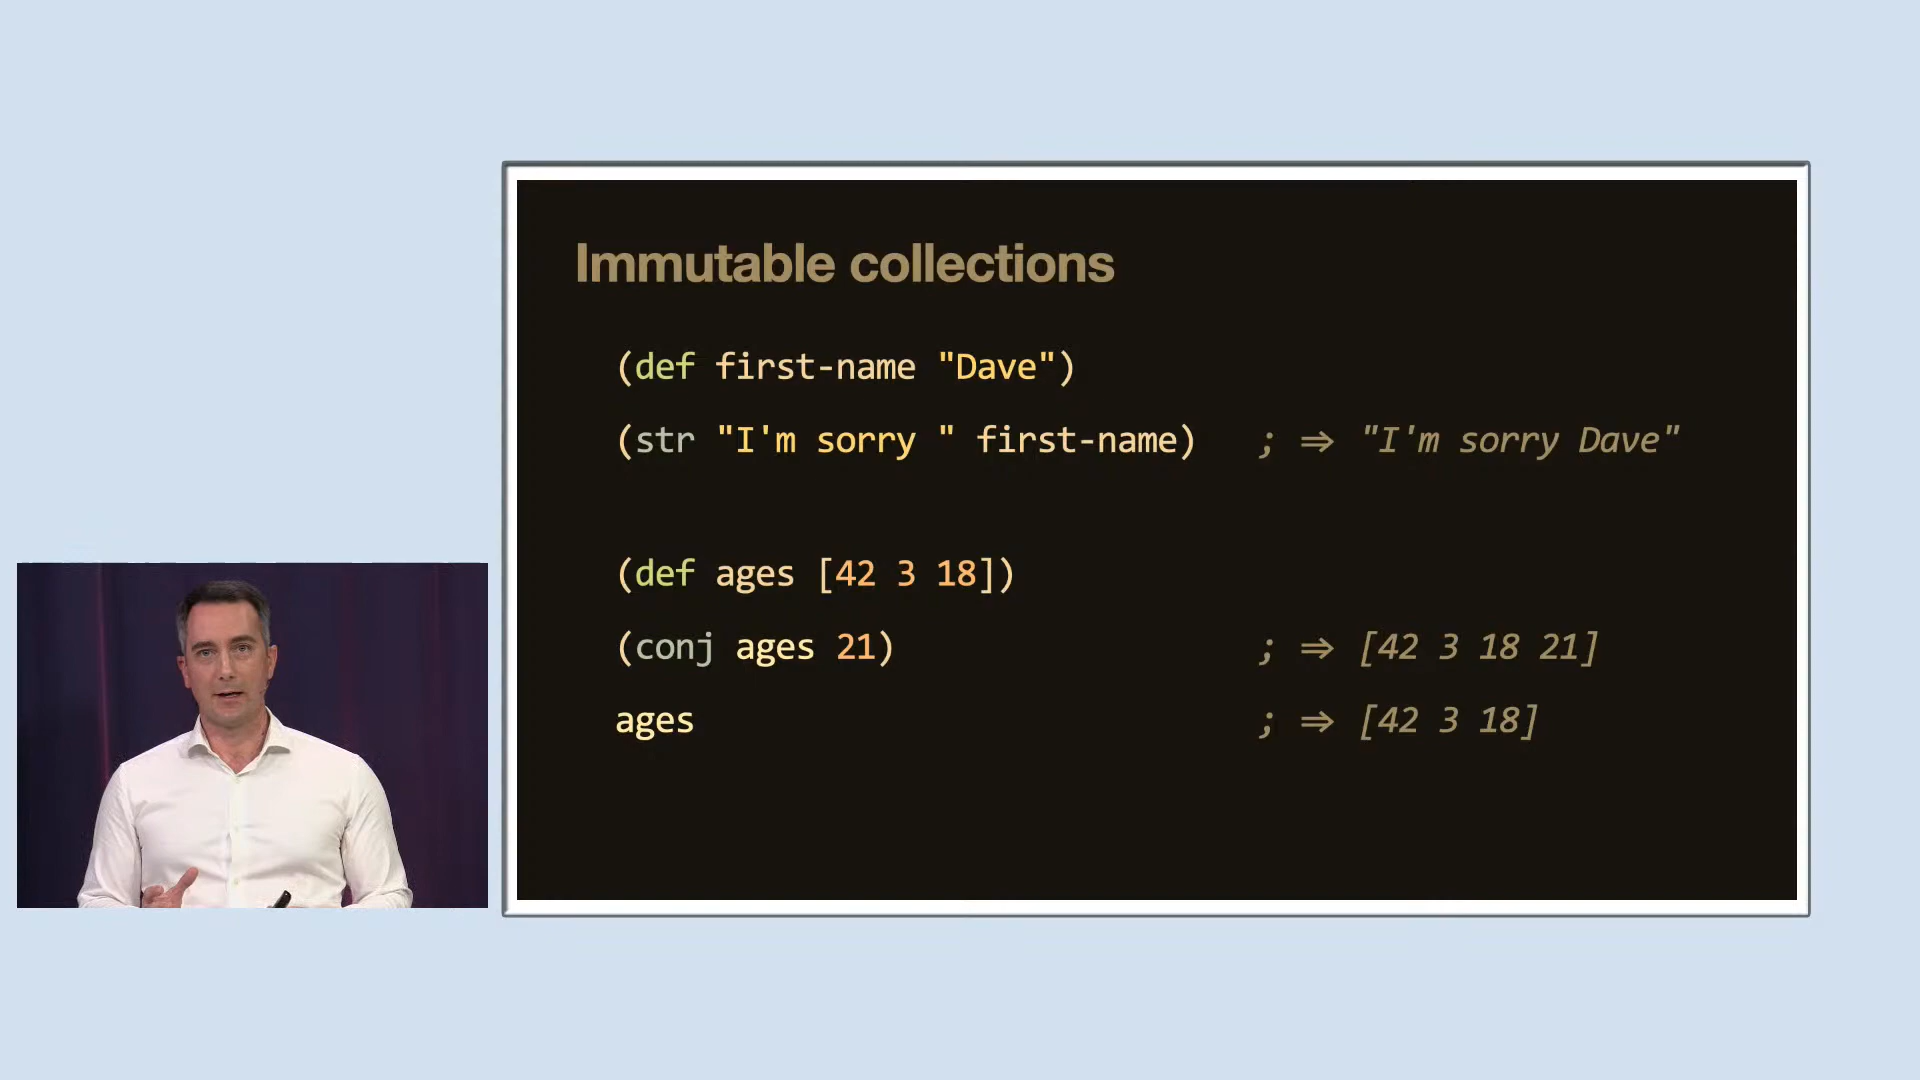 Immutable collections
(def first-name "Dave")
(str "I'm sorry " first-name) ; ⇒ "I'm sorry Dave"
(def ages [42 3 18])
(conj ages 21) ; ⇒ [42 3 18 21]
ages ; ⇒ [42 3 18]